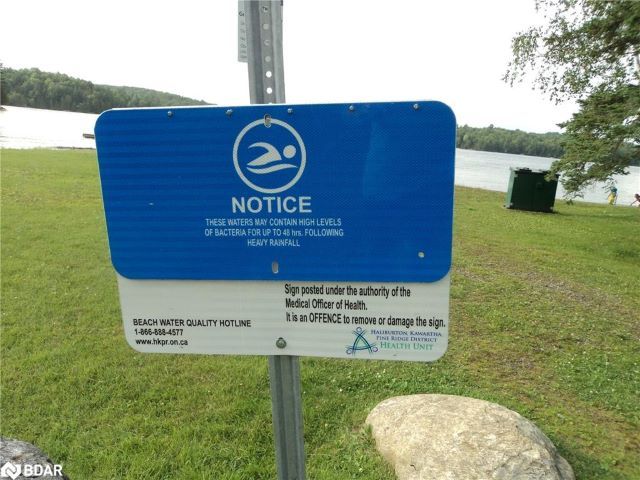 NOTICE
THESE WATERS MAY CONTAIN HIGH LEVELS
OF BACTERIA FOR UP TO 48 hrs. FOLLOWING
HEAVY RAINFALL
Sign posted under the authority of the
Medical Officer of Health.
It is an OFFENCE to remove or damage the sign.
BEACH WATER QUALITY HOTLINE
1-866-888-4577
www.hkpr.on.ca
HALIBURTON, KAWARTHA,
PINE RIDGE DISTRICT
HEALTH UNIT
BDAR